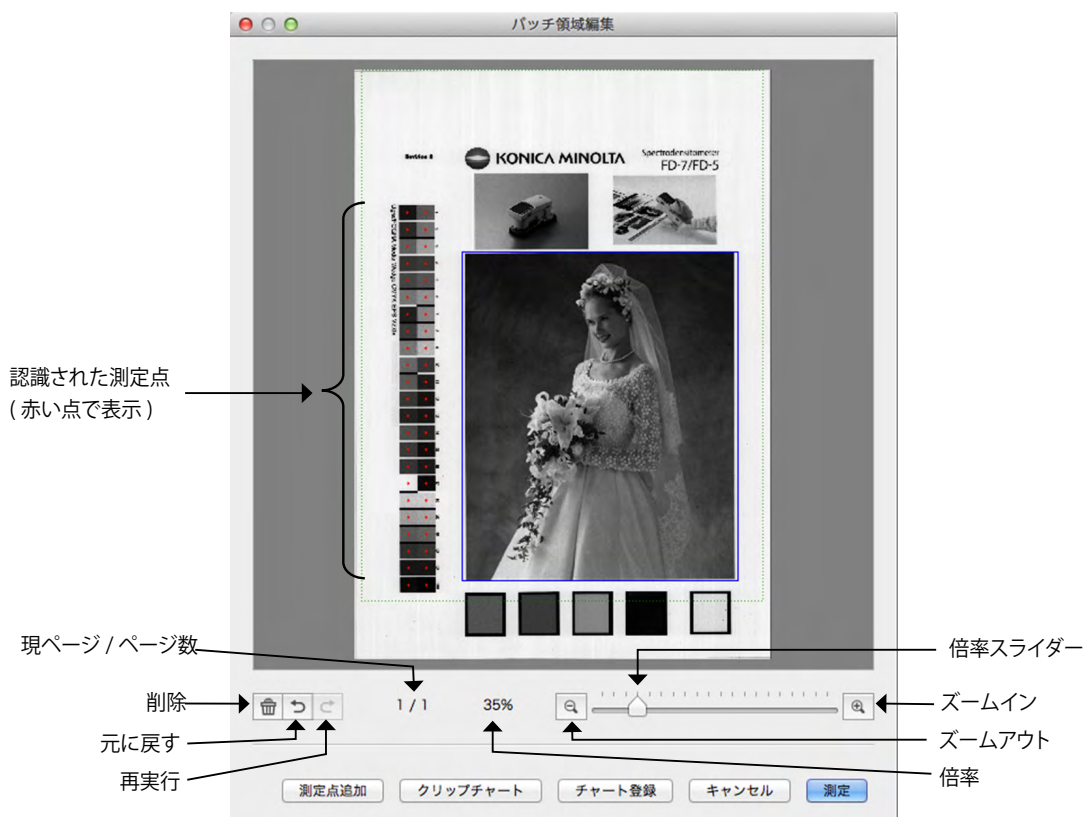 パッチ領域編集
KONICA MINOLTA
Spectrodensitometer
FD-7/FD-5
認識された測定点
( 赤い点で表示 )
現ページ / ページ数
倍率スライダー
削除
1 / 1
35%
ズームイン
元に戻す
ズームアウト
再実行
倍率
測定点追加
クリップチャート
チャート登録
キャンセル
測定